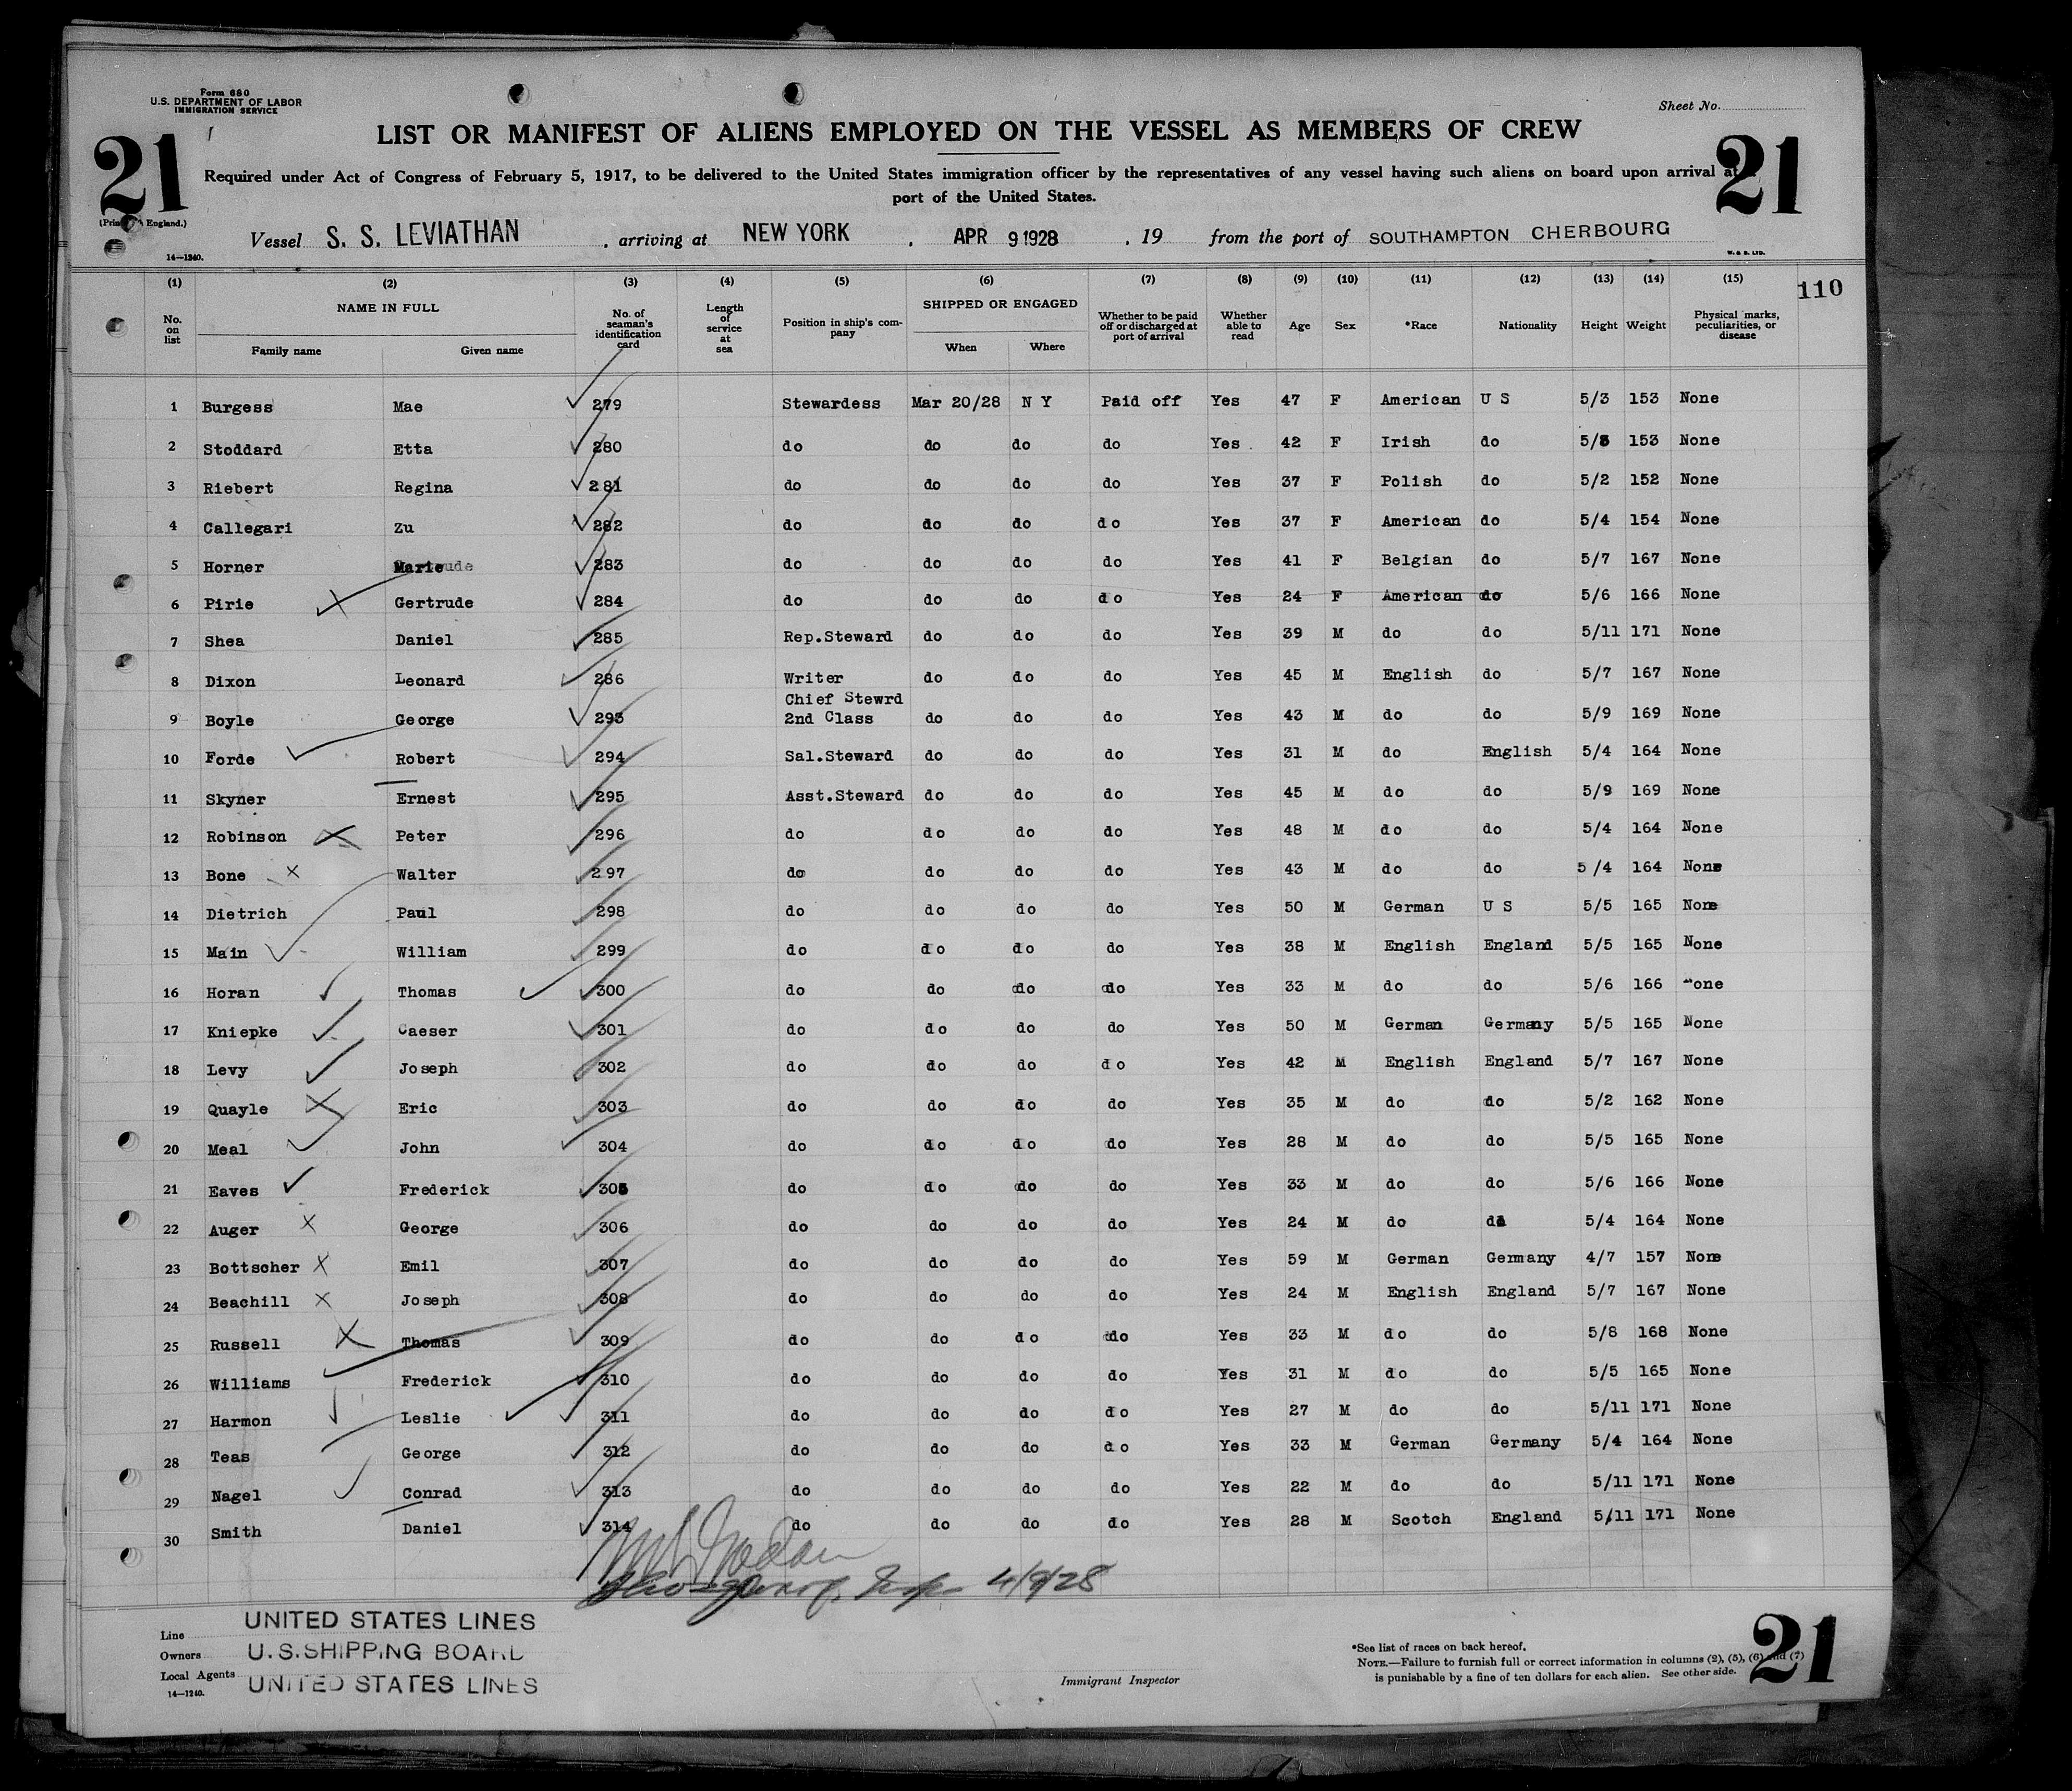 Form 680
U.S. DEPARTMENT OF LABOR
IMMIGRATION SERVICE
Sheet No.
21
21
LIST OR MANIFEST OF ALIENS EMPLOYED ON THE VESSEL AS MEMBERS OF CREW
Required under Act of Congress of February 5, 1917, to be delivered to the United States immigration officer by the representatives of any vessel having such aliens on board upon arrival at
port of the United States.
England.)
Vessel S. S. LEVIATHAN , arriving at NEW YORK , APR 9 1928 , 19 from the port of SOUTHAMPTON CHERBOURG
14—1240.
W. & S. LTD.
110
(1) (2) (3) (4) (5) (6) (7) (8) (9) (10) (11) (12) (13) (14) (15)
No. on list NAME IN FULL Family name Given name No. of seaman's identification card Length of service at sea Position in ship's company SHIPPED OR ENGAGED When Where Whether to be paid off or discharged at port of arrival Whether able to read Age Sex *Race Nationality Height Weight Physical marks, peculiarities, or disease
1 Burgess Mae 279 Stewardess Mar 20/28 N Y Paid off Yes 47 F American U S 5/3 153 None
2 Stoddard Etta 280 do do do do Yes 42 F Irish do 5/3 153 None
3 Riebert Regina 281 do do do do Yes 37 F Polish do 5/2 152 None
4 Callegari Zu 282 do do do do Yes 37 F American do 5/4 154 None
5 Horner Marie 283 do do do do Yes 41 F Belgian do 5/7 167 None
6 Pirie Gertrude 284 do do do do Yes 24 F American do 5/6 166 None
7 Shea Daniel 285 Rep.Steward do do do Yes 39 M do do 5/11 171 None
8 Dixon Leonard 286 Writer do do do Yes 45 M English do 5/7 167 None
9 Boyle George 293 Chief Stewrd 2nd Class do do do Yes 43 M do do 5/9 169 None
10 Forde Robert 294 Sal.Steward do do do Yes 31 M do English 5/4 164 None
11 Skyner Ernest 295 Asst.Steward do do do Yes 45 M do do 5/9 169 None
12 Robinson Peter 296 do do do do Yes 48 M do do 5/4 164 None
13 Bone Walter 297 do do do do Yes 43 M do do 5/4 164 None
14 Dietrich Paul 298 do do do do Yes 50 M German U S 5/5 165 None
15 Main William 299 do do do do Yes 38 M English England 5/5 165 None
16 Horan Thomas 300 do do do do Yes 33 M do do 5/6 166 None
17 Kniepke Caeser 301 do do do do Yes 50 M German Germany 5/5 165 None
18 Levy Joseph 302 do do do do Yes 42 M English England 5/7 167 None
19 Quayle Eric 303 do do do do Yes 35 M do do 5/2 162 None
20 Meal John 304 do do do do Yes 28 M do do 5/5 165 None
21 Eaves Frederick 305 do do do do Yes 33 M do do 5/6 166 None
22 Auger George 306 do do do do Yes 24 M do do 5/4 164 None
23 Bottscher Emil 307 do do do do Yes 59 M German Germany 4/7 157 None
24 Beachill Joseph 308 do do do do Yes 24 M English England 5/7 167 None
25 Russell Thomas 309 do do do do Yes 33 M do do 5/8 168 None
26 Williams Frederick 310 do do do do Yes 31 M do do 5/5 165 None
27 Harmon Leslie 311 do do do do Yes 27 M do do 5/11 171 None
28 Teas George 312 do do do do Yes 33 M German Germany 5/4 164 None
29 Nagel Conrad 313 do do do do Yes 22 M do do 5/11 171 None
30 Smith Daniel 314 do do do do Yes 28 M Scotch England 5/11 171 None
4/9/28
Line UNITED STATES LINES
Owners U.S.SHIPPING BOARD
Local Agents UNITED STATES LINES
14—1240.
Immigrant Inspector
*See list of races on back hereof.
NOTE.—Failure to furnish full or correct information in columns (2), (5), (6) and (7)
is punishable by a fine of ten dollars for each alien. See other side.
21